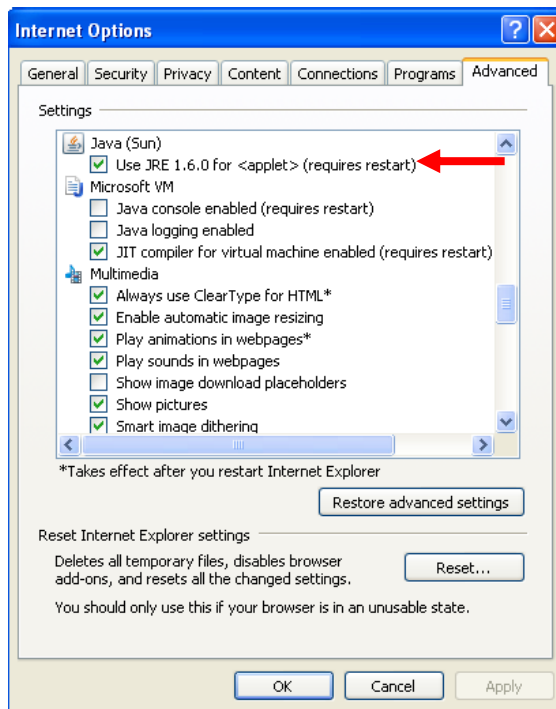 Internet Options
General Security Privacy Content Connections Programs Advanced
Settings
Java (Sun)
Use JRE 1.6.0 for <applet> (requires restart)
Microsoft VM
Java console enabled (requires restart)
Java logging enabled
JIT compiler for virtual machine enabled (requires restart)
Multimedia
Always use ClearType for HTML*
Enable automatic image resizing
Play animations in webpages*
Play sounds in webpages
Show image download placeholders
Show pictures
Smart image dithering
*Takes effect after you restart Internet Explorer
Restore advanced settings
Reset Internet Explorer settings
Deletes all temporary files, disables browser
add-ons, and resets all the changed settings.
Reset...
You should only use this if your browser is in an unusable state.
OK Cancel Apply